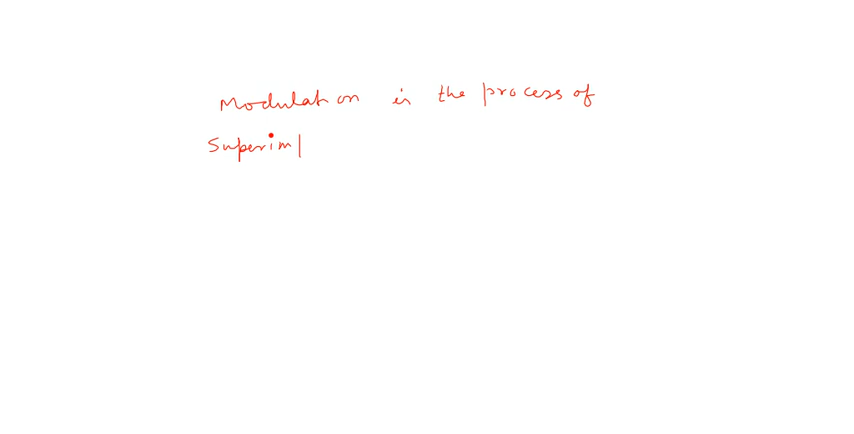 Modulation is the process of
Superim